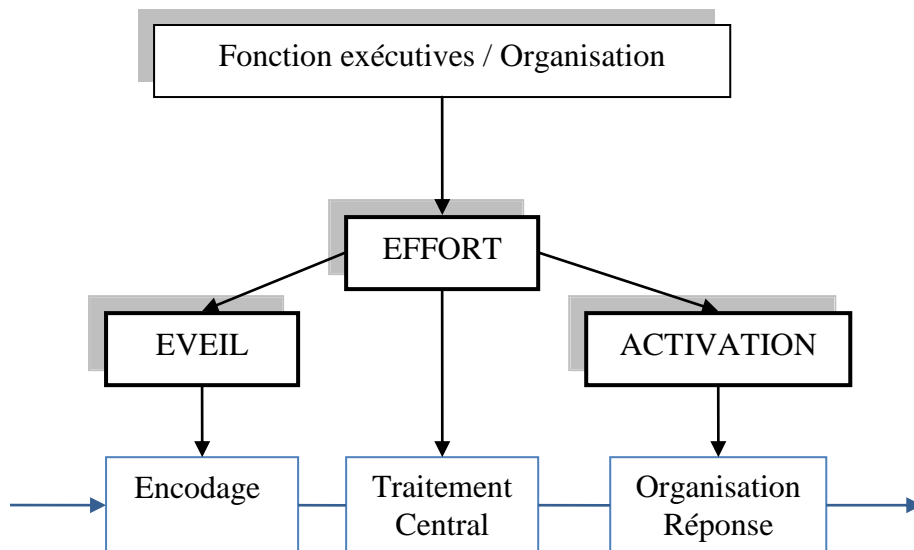 Fonction exécutives / Organisation
EFFORT
EVEIL
ACTIVATION
Encodage
Traitement
Central
Organisation
Réponse